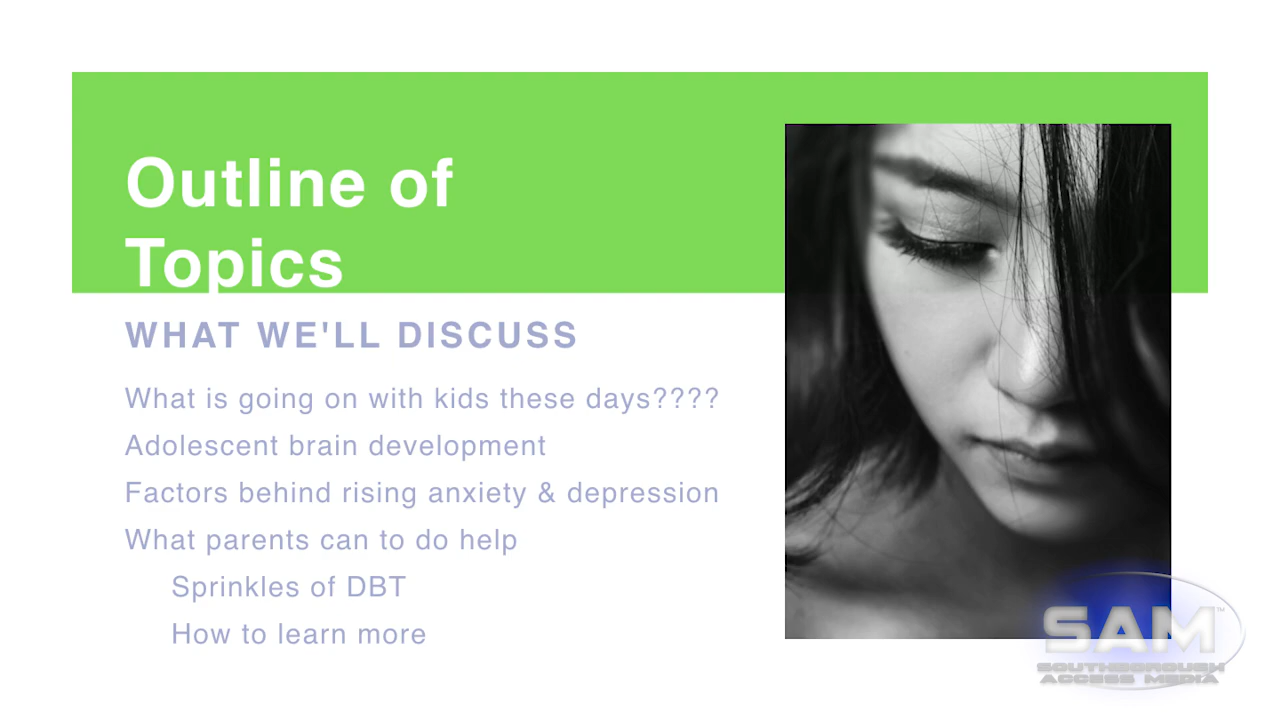 Outline of
Topics
WHAT WE'LL DISCUSS
What is going on with kids these days????
Adolescent brain development
Factors behind rising anxiety & depression
What parents can to do help
Sprinkles of DBT
How to learn more
SAM™
SOUTHBOROUGH
ACCESS MEDIA